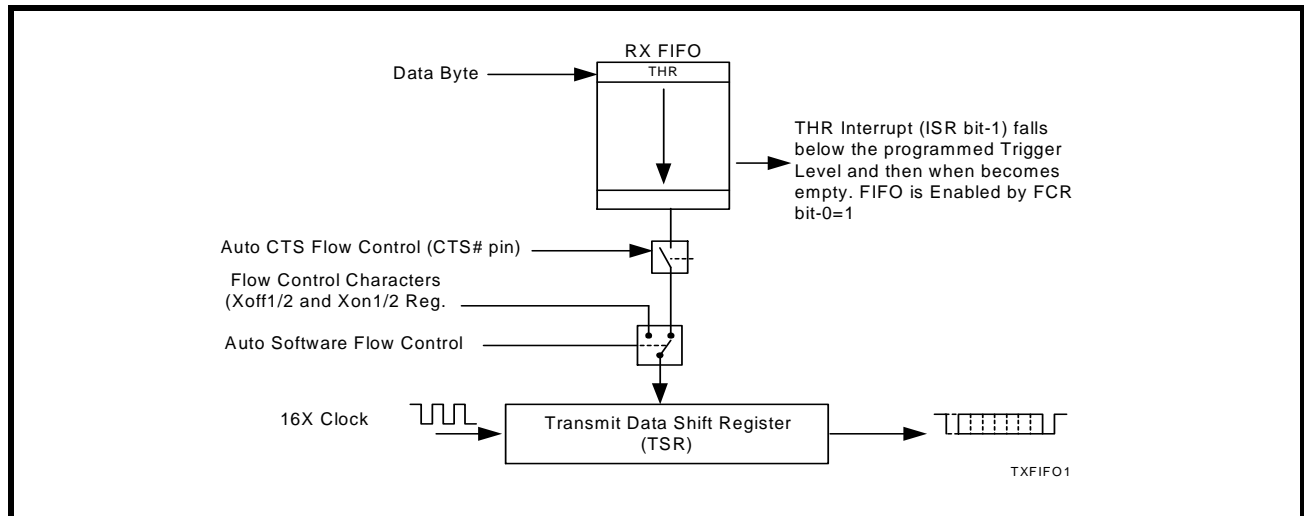 RX FIFO
THR
Data Byte
THR Interrupt (ISR bit-1) falls
below the programmed Trigger
Level and then when becomes
empty. FIFO is Enabled by FCR
bit-0=1
Auto CTS Flow Control (CTS# pin)
Flow Control Characters
(Xoff1/2 and Xon1/2 Reg.
Auto Software Flow Control
16X Clock
Transmit Data Shift Register
(TSR)
TXFIFO1